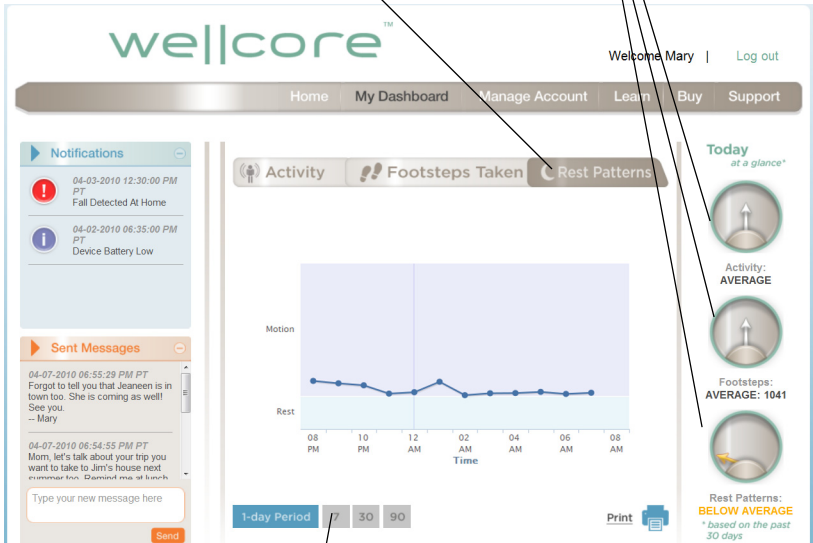 wellcore™
Welcome Mary | Log out
Home My Dashboard Manage Account Learn Buy Support
Notifications
04-03-2010 12:30:00 PM
PT
Fall Detected At Home
04-02-2010 06:35:00 PM
PT
Device Battery Low
Sent Messages
04-07-2010 06:55:29 PM PT
Forgot to tell you that Jeaneen is in
town too. She is coming as well!
See you.
-- Mary
04-07-2010 06:54:55 PM PT
Mom, let's talk about your trip you
want to take to Jim's house next
summer too. Remind me at lunch
Type your new message here
Send
Activity Footsteps Taken Rest Patterns
Motion
Rest
08 10 12 02 04 06 08
PM PM AM AM AM AM AM
Time
1-day Period 7 30 90
Print
Today
at a glance*
Activity:
AVERAGE
Footsteps:
AVERAGE: 1041
Rest Patterns:
BELOW AVERAGE
* based on the past
30 days